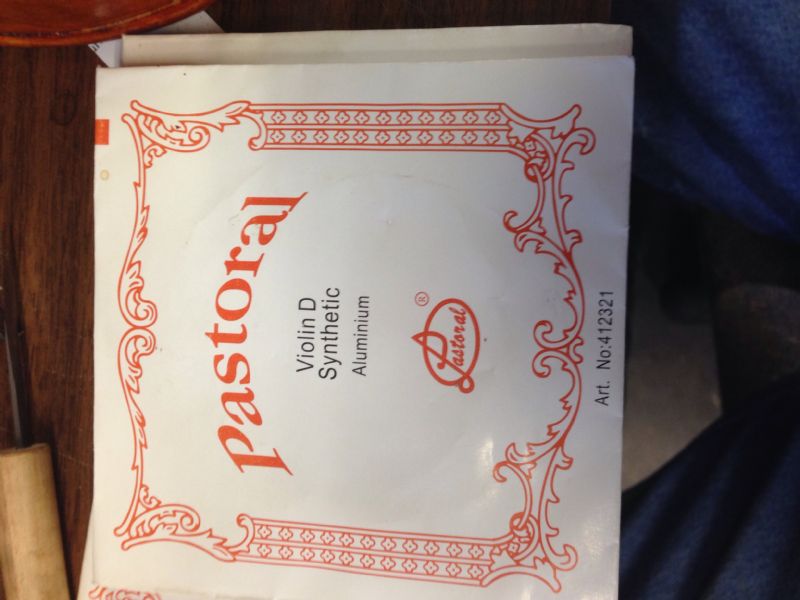 Pastoral
Violin D
Synthetic
Aluminium
Pastoral ®
Art. No:412321